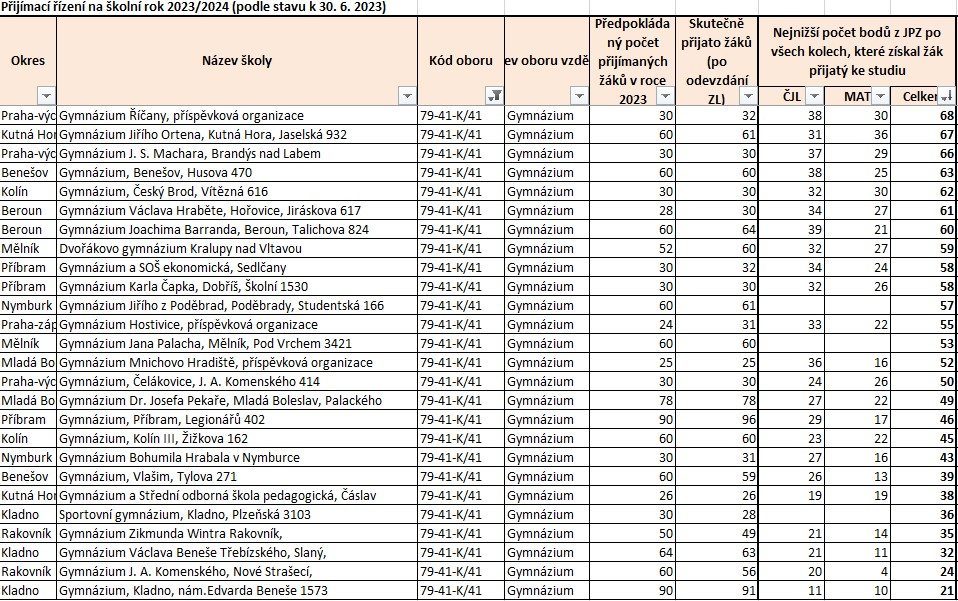 Přijímací řízení na školní rok 2023/2024 (podle stavu k 30. 6. 2023)
Okres Název školy Kód oboru ev oboru vzdě Předpokláda ný počet přijímaných žáků v roce 2023 Skutečně přijato žáků (po odevzdání ZL) Nejnižší počet bodů z JPZ po všech kolech, které získal žák přijatý ke studiu
ČJL MAT Celker
Praha-výc Gymnázium Říčany, příspěvková organizace 79-41-K/41 Gymnázium 30 32 38 30 68
Kutná Hor Gymnázium Jiřího Ortena, Kutná Hora, Jaselská 932 79-41-K/41 Gymnázium 60 61 31 36 67
Praha-výc Gymnázium J. S. Machara, Brandýs nad Labem 79-41-K/41 Gymnázium 30 30 37 29 66
Benešov Gymnázium, Benešov, Husova 470 79-41-K/41 Gymnázium 60 60 38 25 63
Kolín Gymnázium, Český Brod, Vítězná 616 79-41-K/41 Gymnázium 30 30 32 30 62
Beroun Gymnázium Václava Hraběte, Hořovice, Jiráskova 617 79-41-K/41 Gymnázium 28 30 34 27 61
Beroun Gymnázium Joachima Barranda, Beroun, Talichova 824 79-41-K/41 Gymnázium 60 64 39 21 60
Mělník Dvořákovo gymnázium Kralupy nad Vltavou 79-41-K/41 Gymnázium 52 60 32 27 59
Příbram Gymnázium a SOŠ ekonomická, Sedlčany 79-41-K/41 Gymnázium 30 32 34 24 58
Příbram Gymnázium Karla Čapka, Dobříš, Školní 1530 79-41-K/41 Gymnázium 30 30 32 26 58
Nymburk Gymnázium Jiřího z Poděbrad, Poděbrady, Studentská 166 79-41-K/41 Gymnázium 60 61 57
Praha-záp Gymnázium Hostivice, příspěvková organizace 79-41-K/41 Gymnázium 24 31 33 22 55
Mělník Gymnázium Jana Palacha, Mělník, Pod Vrchem 3421 79-41-K/41 Gymnázium 60 60 53
Mladá Bo Gymnázium Mnichovo Hradiště, příspěvková organizace 79-41-K/41 Gymnázium 25 25 36 16 52
Praha-výc Gymnázium, Čelákovice, J. A. Komenského 414 79-41-K/41 Gymnázium 30 30 24 26 50
Mladá Bo Gymnázium Dr. Josefa Pekaře, Mladá Boleslav, Palackého 79-41-K/41 Gymnázium 78 78 27 22 49
Příbram Gymnázium, Příbram, Legionářů 402 79-41-K/41 Gymnázium 90 96 29 17 46
Kolín Gymnázium, Kolín III, Žižkova 162 79-41-K/41 Gymnázium 60 60 23 22 45
Nymburk Gymnázium Bohumila Hrabala v Nymburce 79-41-K/41 Gymnázium 30 31 27 16 43
Benešov Gymnázium, Vlašim, Tylova 271 79-41-K/41 Gymnázium 60 59 26 13 39
Kutná Hor Gymnázium a Střední odborná škola pedagogická, Čáslav 79-41-K/41 Gymnázium 26 26 19 19 38
Kladno Sportovní gymnázium, Kladno, Plzeňská 3103 79-41-K/41 Gymnázium 30 28 36
Rakovník Gymnázium Zikmunda Wintra Rakovník, 79-41-K/41 Gymnázium 50 49 21 14 35
Kladno Gymnázium Václava Beneše Třebízského, Slaný, 79-41-K/41 Gymnázium 64 63 21 11 32
Rakovník Gymnázium J. A. Komenského, Nové Strašecí, 79-41-K/41 Gymnázium 60 56 20 4 24
Kladno Gymnázium, Kladno, nám.Edvarda Beneše 1573 79-41-K/41 Gymnázium 90 91 11 10 21